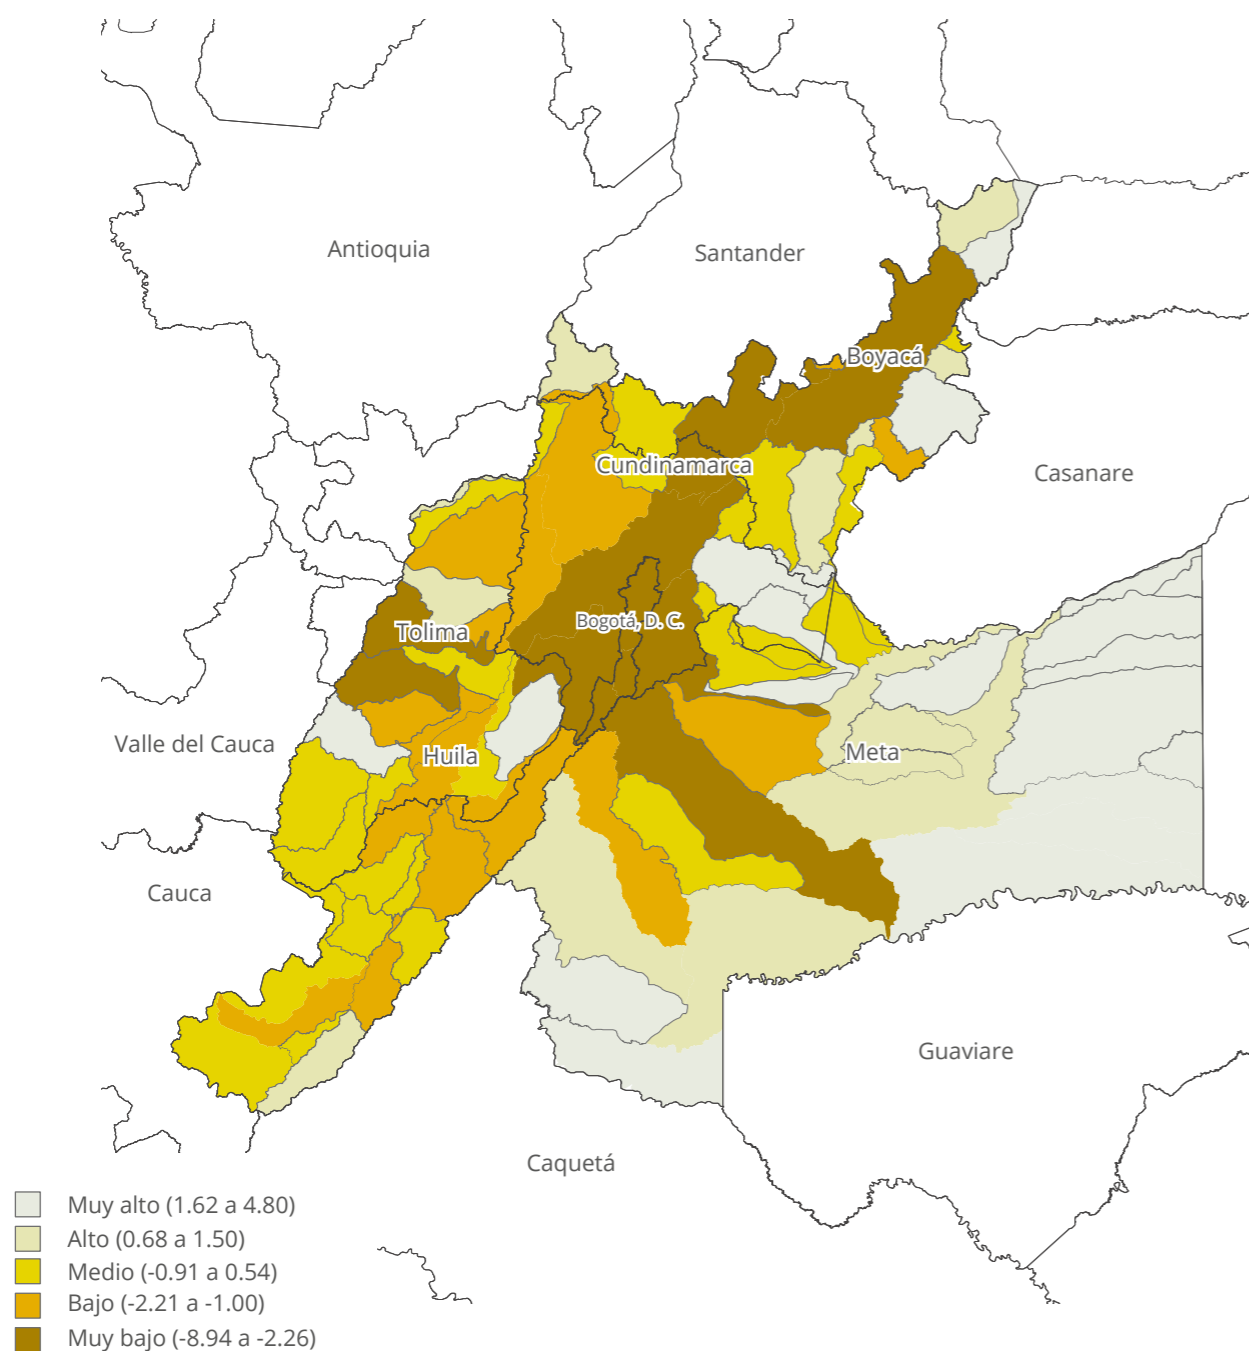 Antioquia
Santander
Boyacá
Cundinamarca
Casanare
Bogotá, D. C.
Tolima
Valle del Cauca
Huila
Meta
Cauca
Guaviare
Caquetá
Muy alto (1.62 a 4.80)
Alto (0.68 a 1.50)
Medio (-0.91 a 0.54)
Bajo (-2.21 a -1.00)
Muy bajo (-8.94 a -2.26)